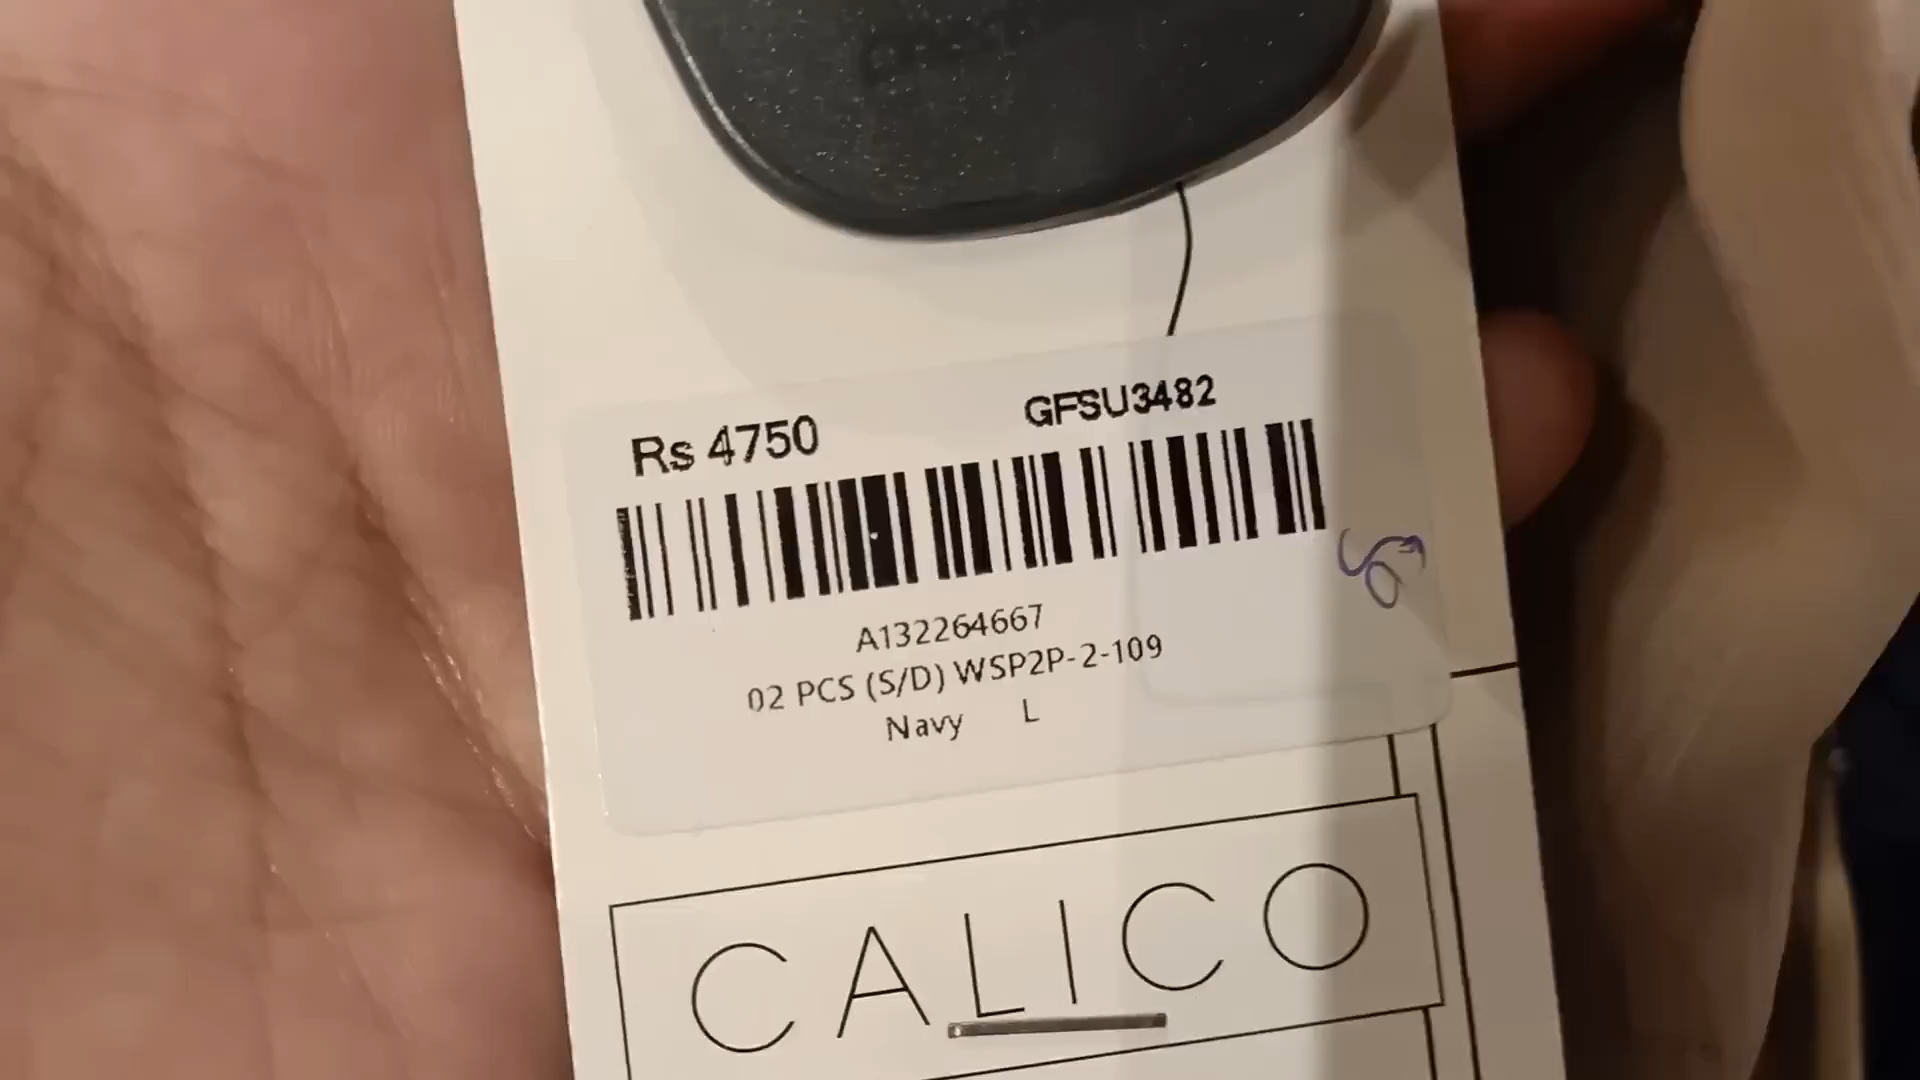 Rs 4750 GFSU3482
A132264667
02 PCS (S/D) WSP2P-2-109
Navy L
CALICO